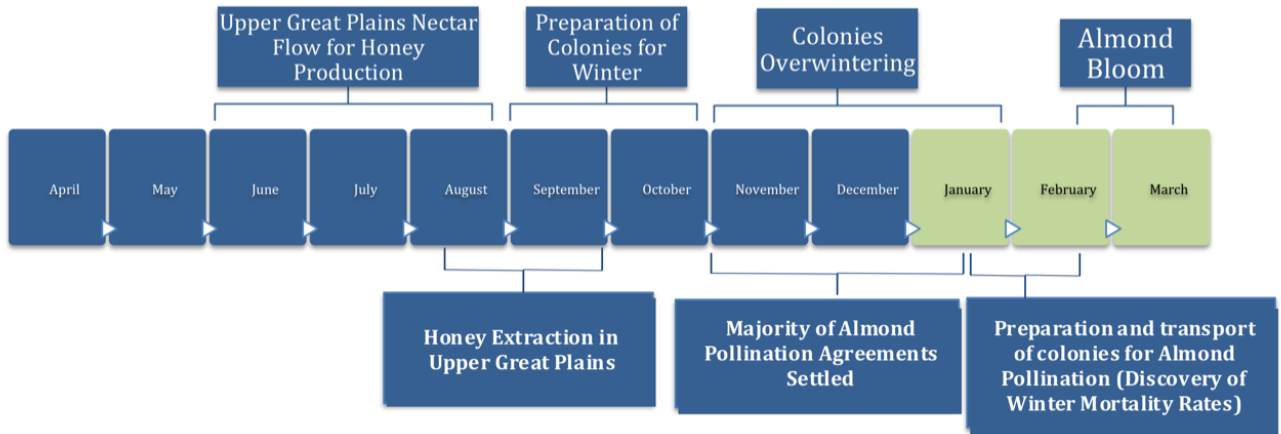 Upper Great Plains Nectar
Flow for Honey
Production
Preparation of
Colonies for
Winter
Colonies
Overwintering
Almond
Bloom
April
May
June
July
August
September
October
November
December
January
February
March
Honey Extraction in
Upper Great Plains
Majority of Almond
Pollination Agreements
Settled
Preparation and transport
of colonies for Almond
Pollination (Discovery of
Winter Mortality Rates)